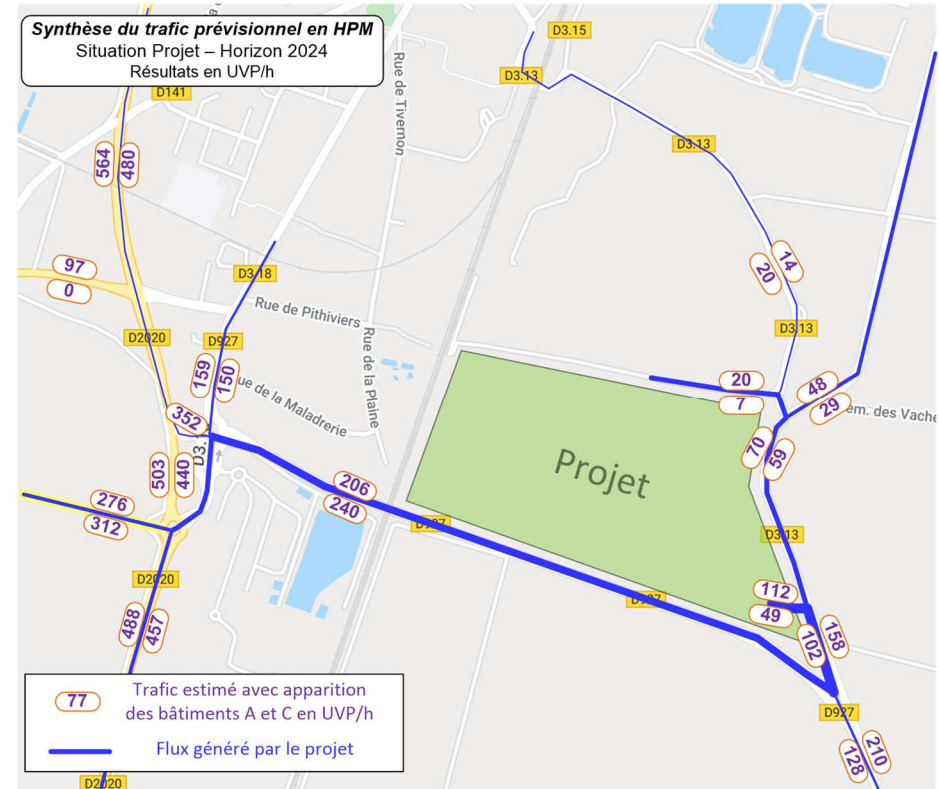 Synthèse du trafic prévisionnel en HPM
Situation Projet – Horizon 2024
Résultats en UVP/h
D3.15
D3.13
D141
Rue de Tivernon
D3.13
564
480
14
20
97
0
D3.18
Rue de Pithiviers
D3.13
D2020
D927
Rue de la Plaine
159
150
20
7
48
29
em. des Vache
ue de la Maladrerie
352
D3.1
70
59
503
440
Projet
206
240
276
312
D927
D3.13
D2020
D927
112
49
488
457
102
158
D927
210
128
77
Trafic estimé avec apparition
des bâtiments A et C en UVP/h
Flux généré par le projet
D2020